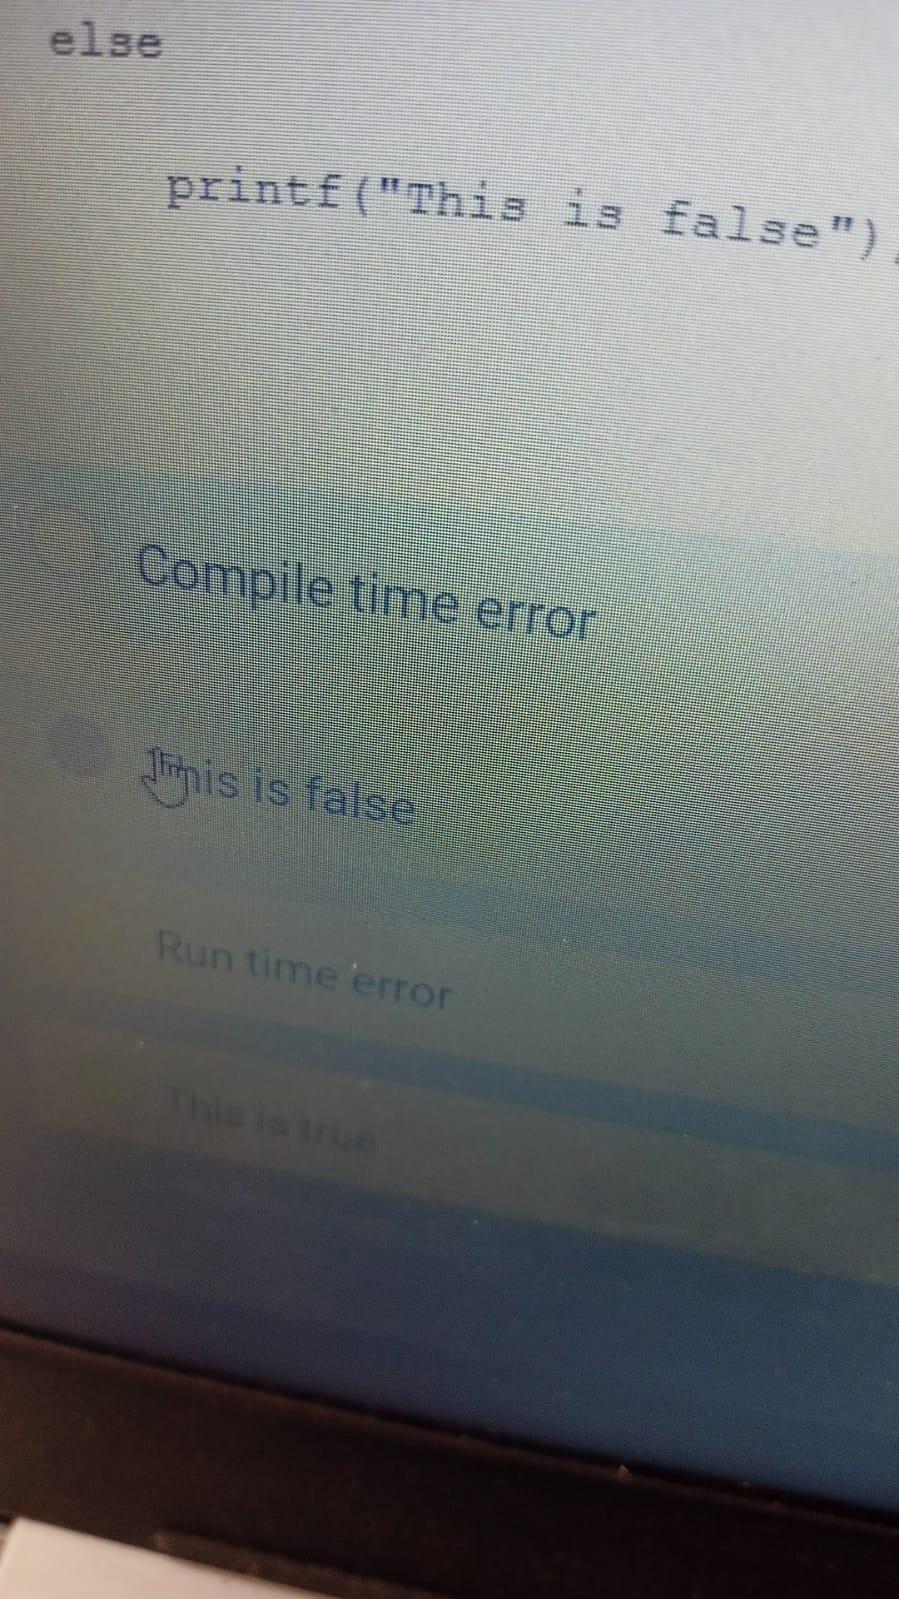 else
printf("This is false")
Compile time error
This is false
Run time error
This is true